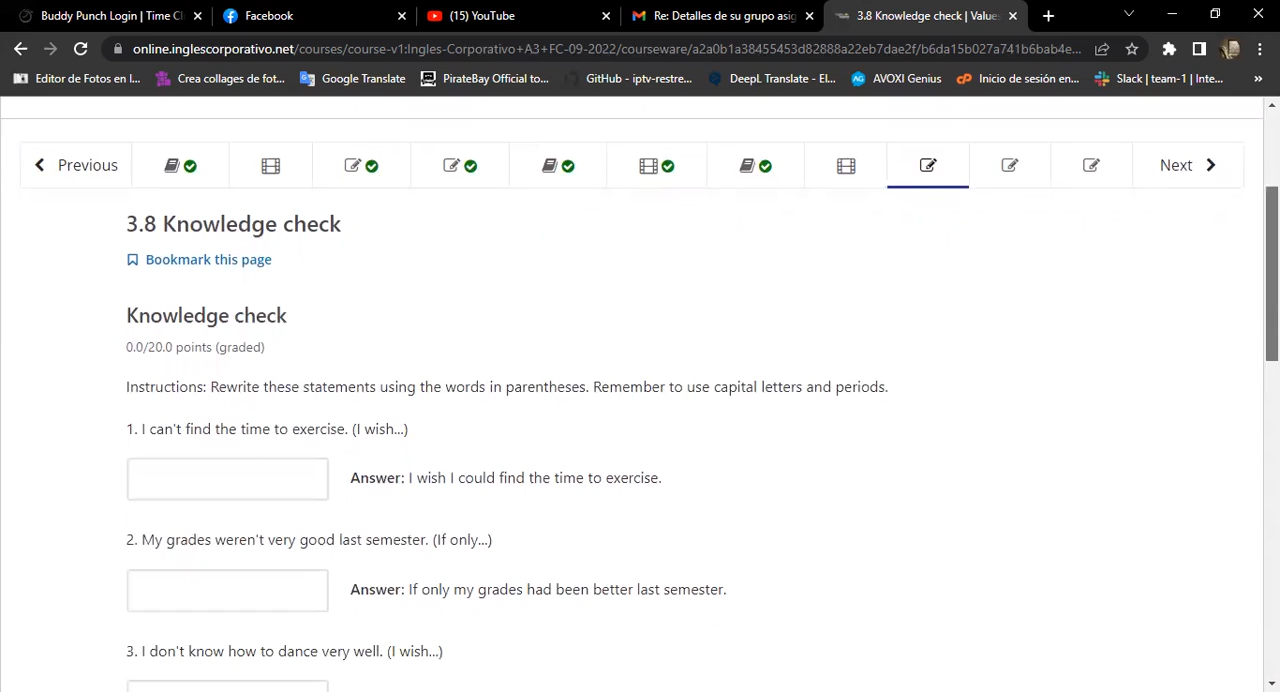 Buddy Punch Login | Time Cl
Facebook
(15) YouTube
Re: Detalles de su grupo asig
3.8 Knowledge check | Values
online.inglescorporativo.net/courses/course-v1:Ingles-Corporativo+A3+FC-09-2022/courseware/a2a0b1a38455453d82888a22eb7dae2f/b6da15b027a741b6bab4e...
Editor de Fotos en l...
Crea collages de fot...
Google Translate
PirateBay Official to...
GitHub - iptv-restre...
DeepL Translate - El...
AVOXI Genius
Inicio de sesión en...
Slack | team-1 | Inte...
»
Previous
Next
3.8 Knowledge check
Bookmark this page
Knowledge check
0.0/20.0 points (graded)
Instructions: Rewrite these statements using the words in parentheses. Remember to use capital letters and periods.
1. I can't find the time to exercise. (I wish...)
Answer: I wish I could find the time to exercise.
2. My grades weren't very good last semester. (If only...)
Answer: If only my grades had been better last semester.
3. I don't know how to dance very well. (I wish...)